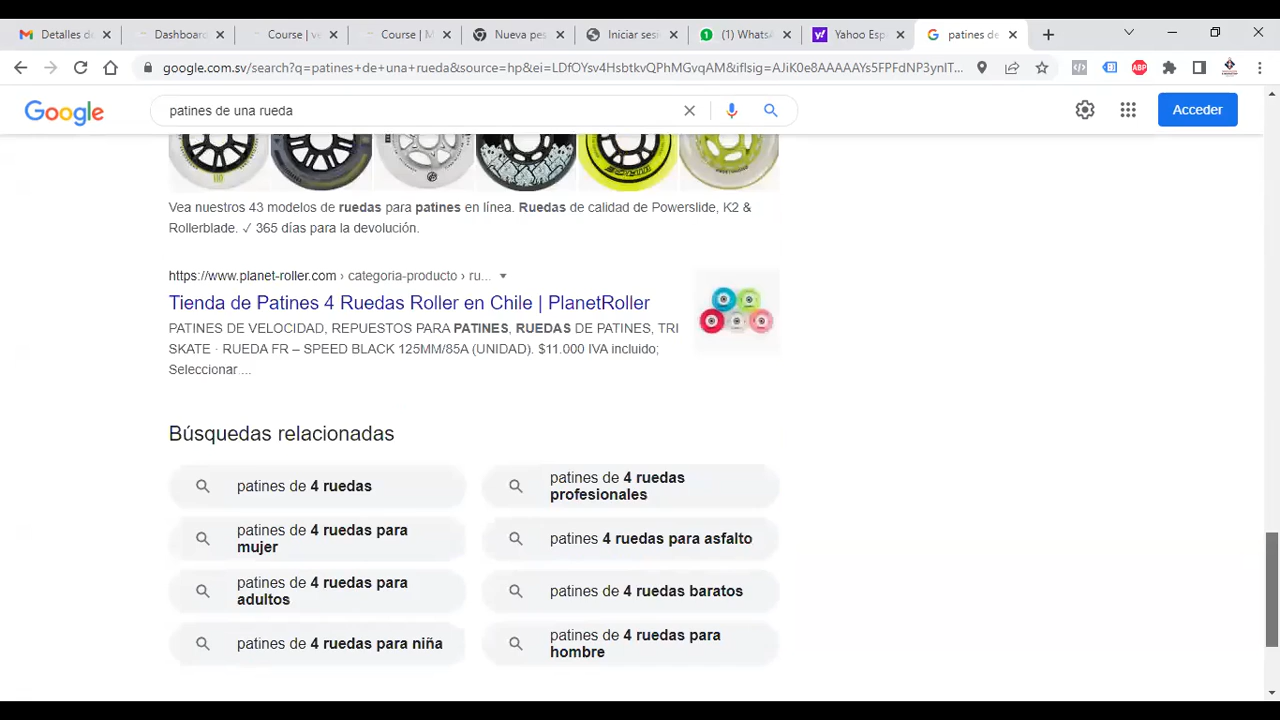 Detalles de
Dashboard
Course | ve
Course | M
Nueva pes
Iniciar sesi
(1) WhatsA
Yahoo Esp
patines de
google.com.sv/search?q=patines+de+una+rueda&source=hp&ei=LDfOYsv4HsbtkvQPhMGvqAM&iflsig=AJiK0e8AAAAAYs5FPFdNP3ynIT...
Google
patines de una rueda
Acceder
Vea nuestros 43 modelos de ruedas para patines en línea. Ruedas de calidad de Powerslide, K2 &
Rollerblade. ✓ 365 días para la devolución.
https://www.planet-roller.com › categoria-producto › ru...
Tienda de Patines 4 Ruedas Roller en Chile | PlanetRoller
PATINES DE VELOCIDAD, REPUESTOS PARA PATINES, RUEDAS DE PATINES, TRI
SKATE · RUEDA FR – SPEED BLACK 125MM/85A (UNIDAD). $11.000 IVA incluido;
Seleccionar ...
Búsquedas relacionadas
patines de 4 ruedas
patines de 4 ruedas
profesionales
patines de 4 ruedas para
mujer
patines 4 ruedas para asfalto
patines de 4 ruedas para
adultos
patines de 4 ruedas baratos
patines de 4 ruedas para niña
patines de 4 ruedas para
hombre